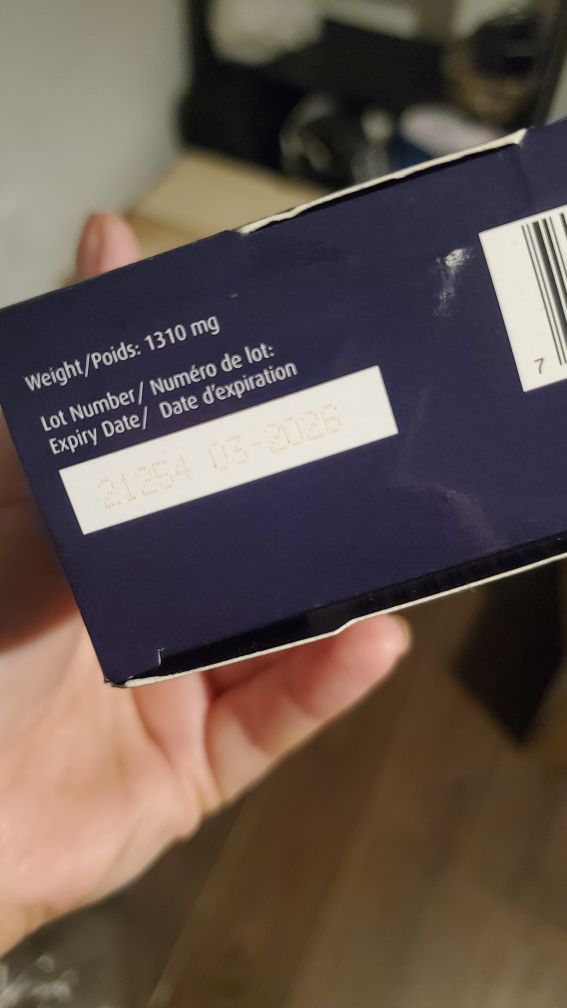 Weight/Poids: 1310 mg
Lot Number/ Numéro de lot:
Expiry Date/ Date d'expiration
21254 03-2026
7